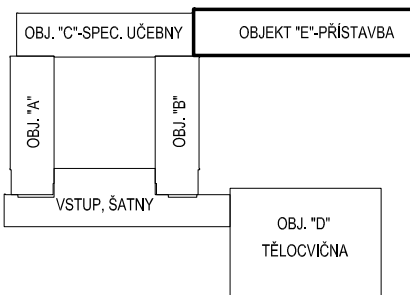 OBJ. "C"-SPEC. UČEBNY
OBJEKT "E"-PŘÍSTAVBA
OBJ. "A"
OBJ. "B"
VSTUP, ŠATNY
OBJ. "D"
TĚLOCVIČNA